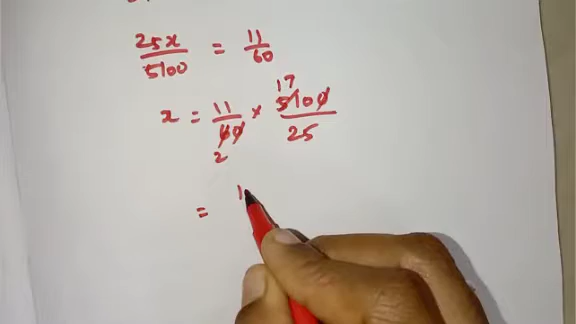 25x/5100 = 11/60
17
x = 11/60 × 5100/25
2
= 1